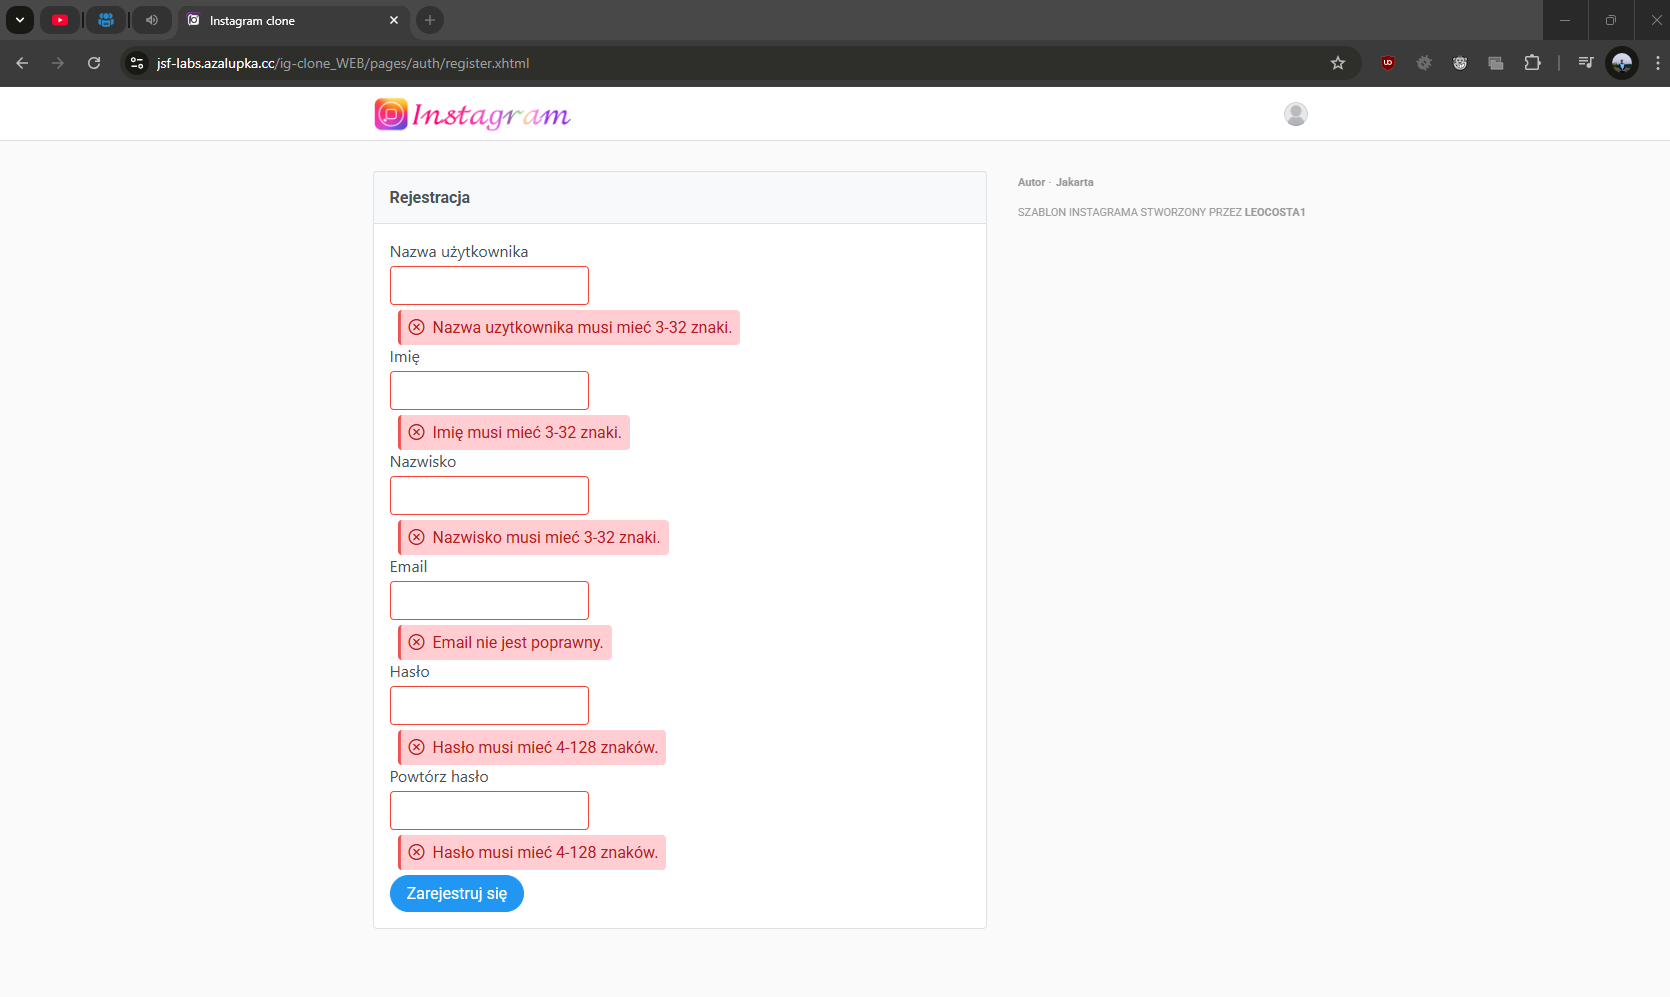 Instagram clone
jsf-labs.azalupka.cc/ig-clone_WEB/pages/auth/register.xhtml
Instagram
Rejestracja
Autor · Jakarta
SZABLON INSTAGRAMA STWORZONY PRZEZ LEOCOSTA1
Nazwa użytkownika
Nazwa uzytkownika musi mieć 3-32 znaki.
Imię
Imię musi mieć 3-32 znaki.
Nazwisko
Nazwisko musi mieć 3-32 znaki.
Email
Email nie jest poprawny.
Hasło
Hasło musi mieć 4-128 znaków.
Powtórz hasło
Hasło musi mieć 4-128 znaków.
Zarejestruj się